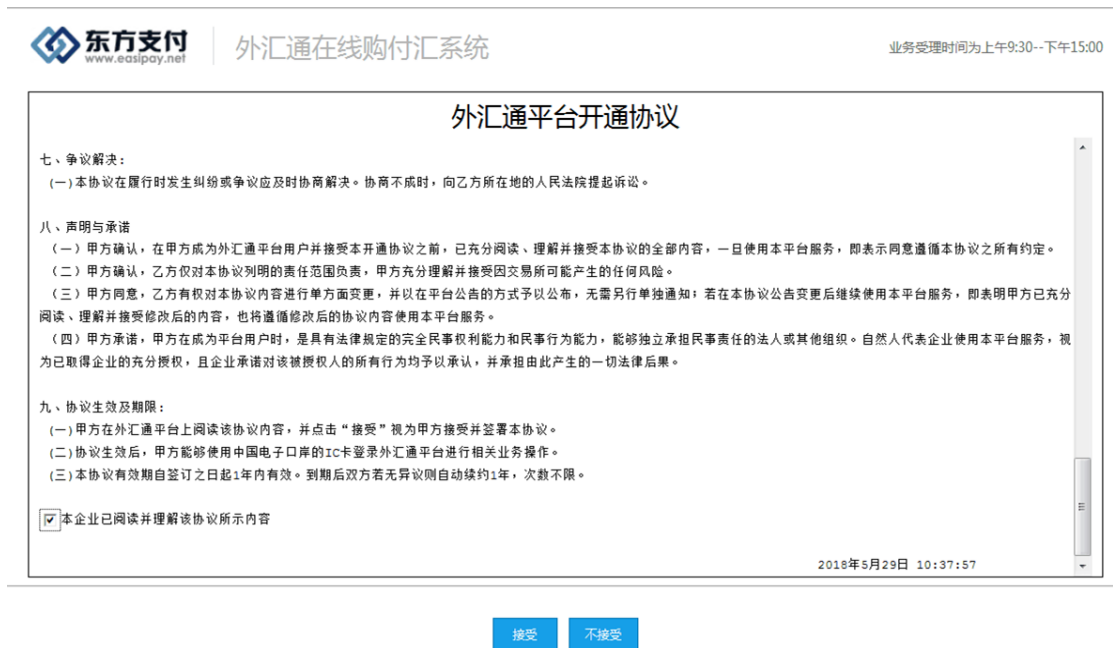 东方支付
www.easipay.net
外汇通在线购付汇系统
业务受理时间为上午9:30--下午15:00
外汇通平台开通协议
七、争议解决：
(一)本协议在履行时发生纠纷或争议应及时协商解决。协商不成时，向乙方所在地的人民法院提起诉讼。
八、声明与承诺
（一）甲方确认，在甲方成为外汇通平台用户并接受本开通协议之前，已充分阅读、理解并接受本协议的全部内容，一旦使用本平台服务，即表示同意遵循本协议之所有约定。
（二）甲方确认，乙方仅对本协议列明的责任范围负责，甲方充分理解并接受因交易所可能产生的任何风险。
（三）甲方同意，乙方有权对本协议内容进行单方面变更，并以在平台公告的方式予以公布，无需另行单独通知；若在本协议公告变更后继续使用本平台服务，即表明甲方已充分
阅读、理解并接受修改后的内容，也将遵循修改后的协议内容使用本平台服务。
（四）甲方承诺，甲方在成为平台用户时，是具有法律规定的完全民事权利能力和民事行为能力，能够独立承担民事责任的法人或其他组织。自然人代表企业使用本平台服务，视
为已取得企业的充分授权，且企业承诺对该被授权人的所有行为均予以承认，并承担由此产生的一切法律后果。
九、协议生效及期限：
(一)甲方在外汇通平台上阅读该协议内容，并点击“接受”视为甲方接受并签署本协议。
(二)协议生效后，甲方能够使用中国电子口岸的IC卡登录外汇通平台进行相关业务操作。
(三)本协议有效期自签订之日起1年内有效。到期后双方若无异议则自动续约1年，次数不限。
本企业已阅读并理解该协议所示内容
2018年5月29日 10:37:57
接受 不接受